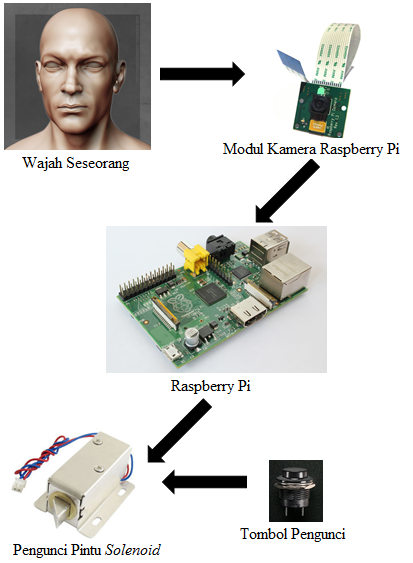 Wajah Seseorang
Modul Kamera Raspberry Pi
Raspberry Pi
Tombol Pengunci
Pengunci Pintu Solenoid